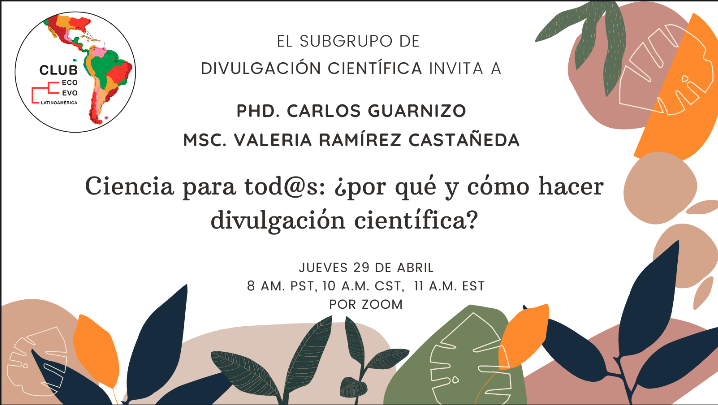 CLUB
ECO
EVO
LATINOAMÉRICA
EL SUBGRUPO DE
DIVULGACIÓN CIENTÍFICA INVITA A
PHD. CARLOS GUARNIZO
MSC. VALERIA RAMÍREZ CASTAÑEDA
Ciencia para tod@s: ¿por qué y cómo hacer
divulgación científica?
JUEVES 29 DE ABRIL
8 AM. PST, 10 A.M. CST, 11 A.M. EST
POR ZOOM